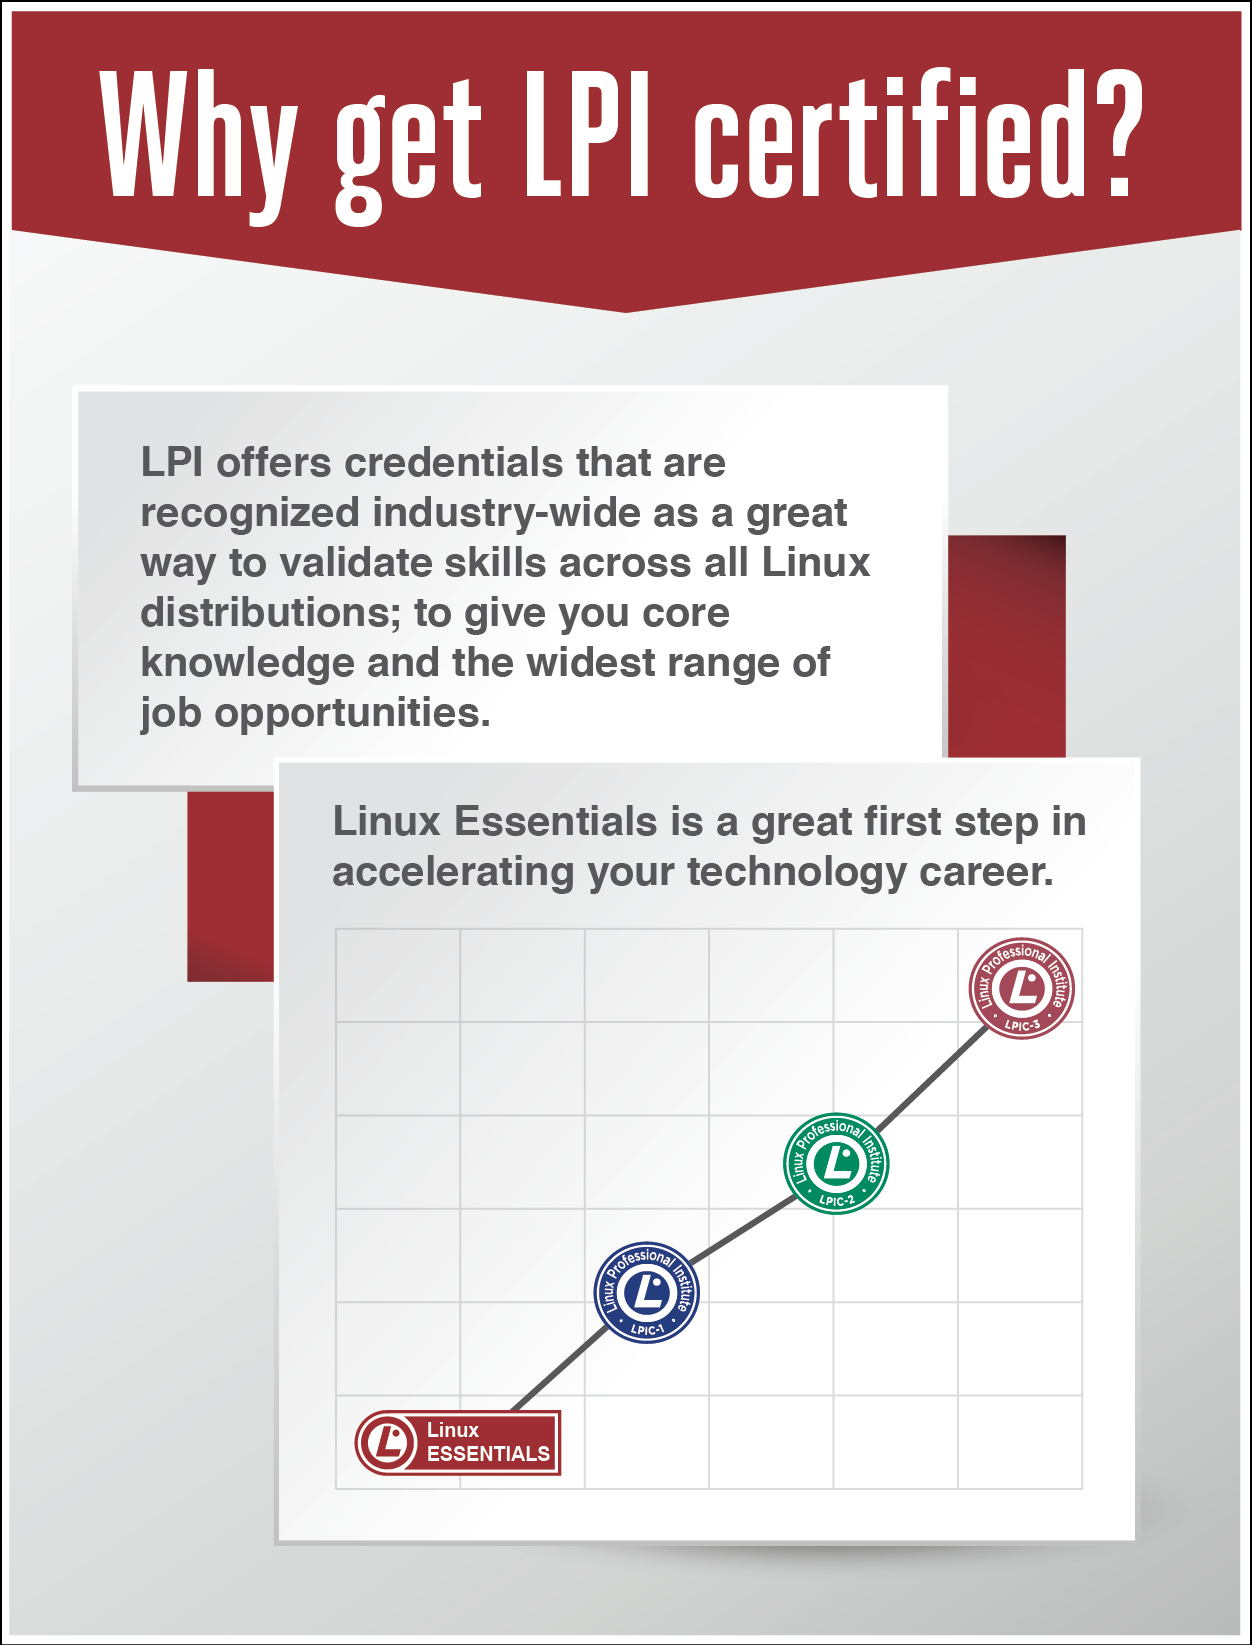 Why get LPI certified?
LPI offers credentials that are
recognized industry-wide as a great
way to validate skills across all Linux
distributions; to give you core
knowledge and the widest range of
job opportunities.
Linux Essentials is a great first step in
accelerating your technology career.
Linux Professional Institute
LPIC-3
Linux Professional Institute
LPIC-2
Linux Professional Institute
LPIC-1
Linux
ESSENTIALS